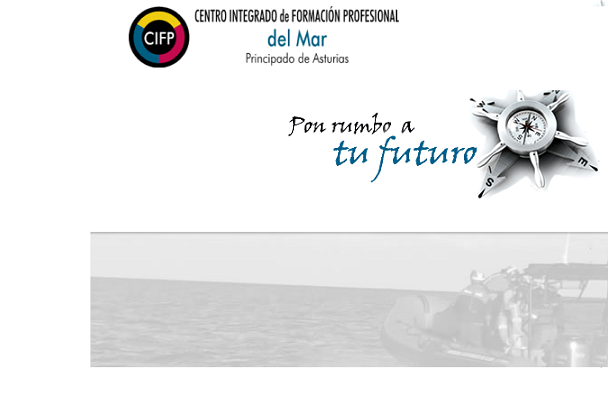 CIFP
CENTRO INTEGRADO de FORMACIÓN PROFESIONAL
del Mar
Principado de Asturias
Pon rumbo a
tu futuro
N
E
S